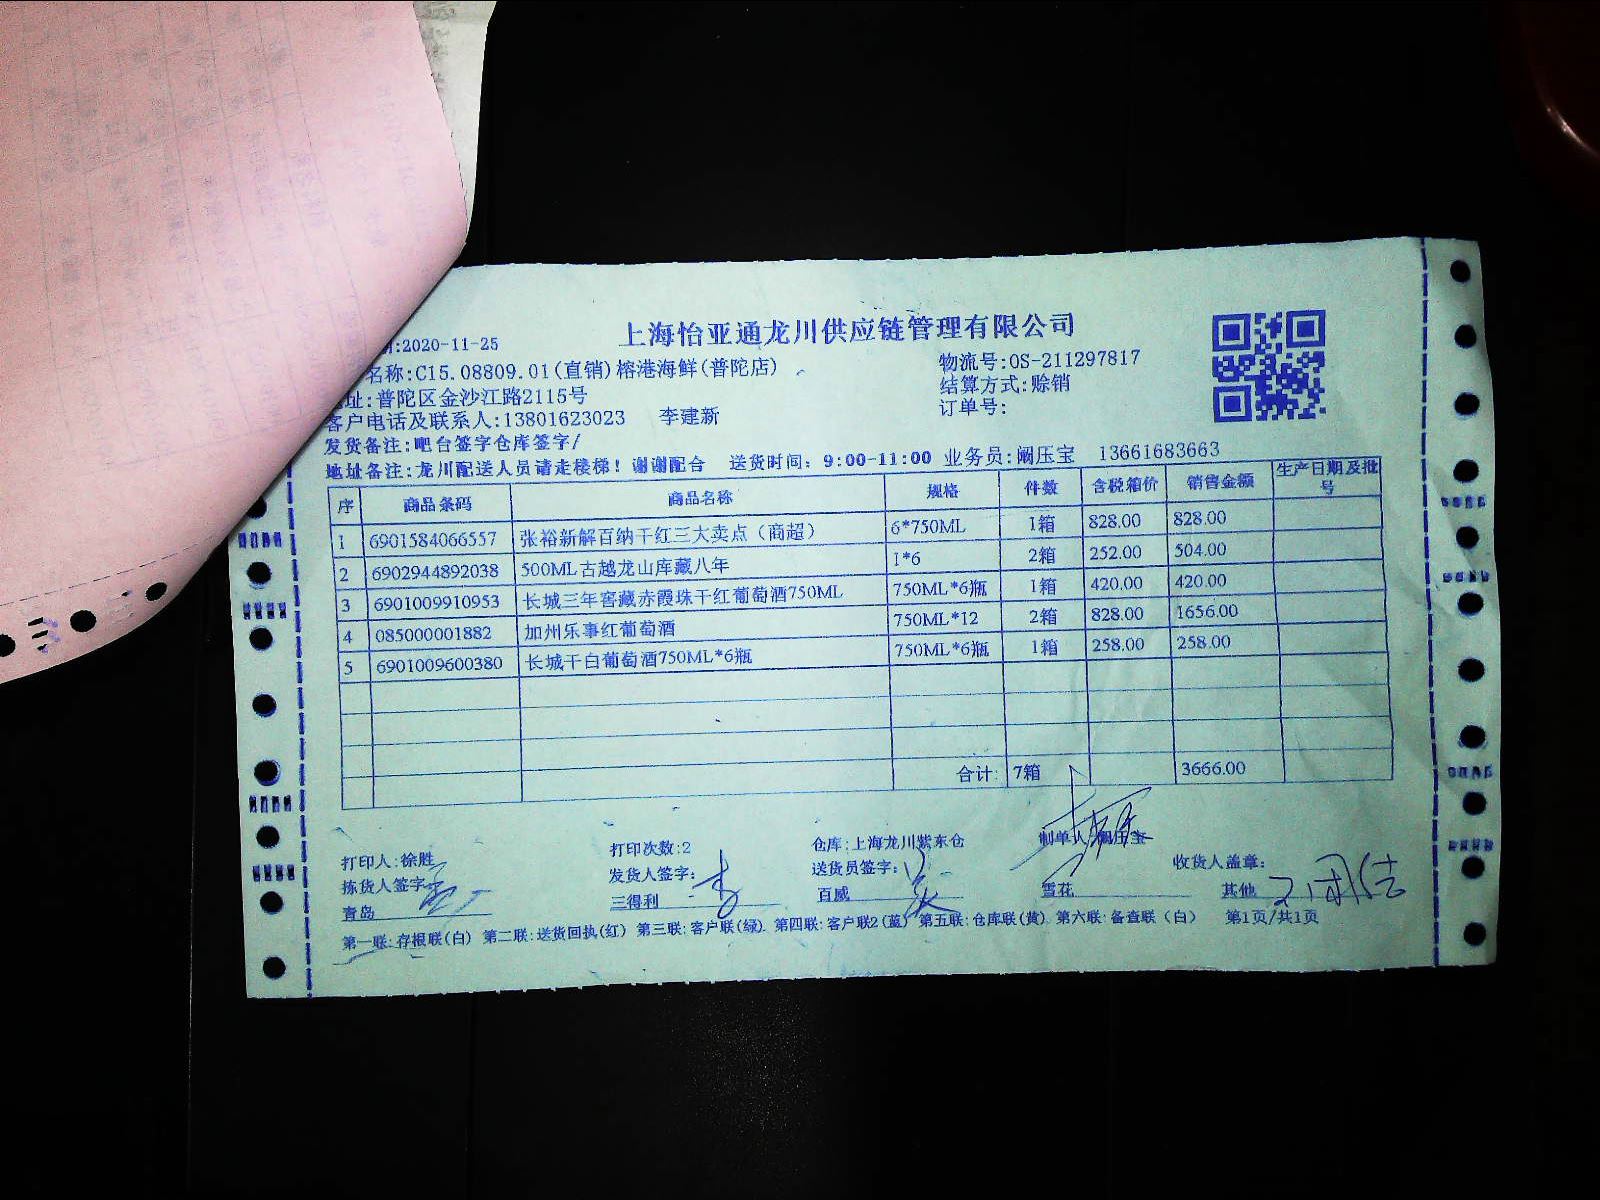 上海怡亚通龙川供应链管理有限公司
:2020-11-25
名称:C15.08809.01(直销)榕港海鲜(普陀店)
物流号:OS-211297817
址:普陀区金沙江路2115号
结算方式:赊销
客户电话及联系人:13801623023 李建新
订单号:
发货备注:吧台签字仓库签字/
地址备注:龙川配送人员请走楼梯！谢谢配合 送货时间：9:00-11:00 业务员:阚压宝 13661683663
序 商品条码 商品名称 规格 件数 含税箱价 销售金额 生产日期及批号
1 6901584066557 张裕新解百纳干红三大卖点（商超） 6*750ML 1箱 828.00 828.00
2 6902944892038 500ML古越龙山库藏八年 1*6 2箱 252.00 504.00
3 6901009910953 长城三年窖藏赤霞珠干红葡萄酒750ML 750ML*6瓶 1箱 420.00 420.00
4 085000001882 加州乐事红葡萄酒 750ML*12 2箱 828.00 1656.00
5 6901009600380 长城干白葡萄酒750ML*6瓶 750ML*6瓶 1箱 258.00 258.00
合计: 7箱 3666.00
打印人:徐胜 打印次数:2 仓库:上海龙川紫东仓 制单人:阚压宝
拣货人签字: 发货人签字: 送货员签字: 收货人盖章:
青岛 三得利 百威 雪花 其他
第一联:存根联(白) 第二联:送货回执(红) 第三联:客户联(绿) 第四联:客户联2(蓝) 第五联:仓库联(黄) 第六联:备查联(白) 第1页/共1页